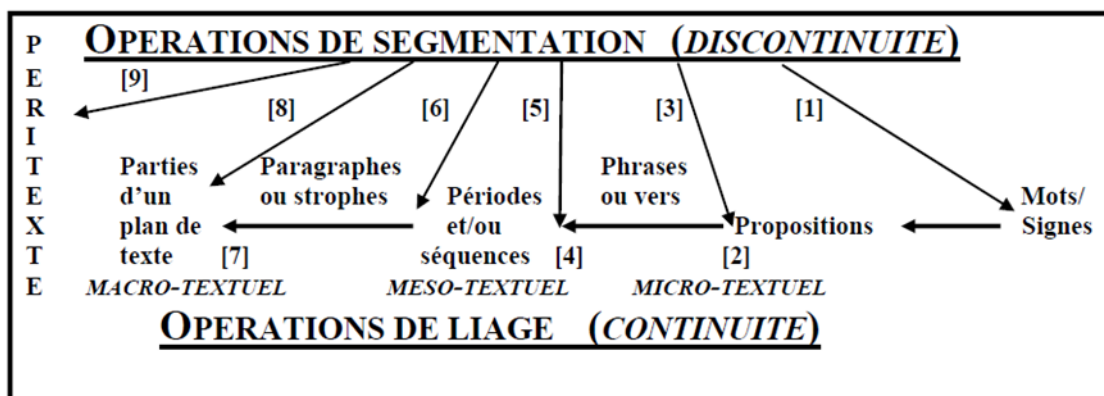 PERITEXTE
OPERATIONS DE SEGMENTATION (DISCONTINUITE)
[9]
[8] [6] [5] [3] [1]
Parties Paragraphes Phrases
d’un ou strophes Périodes ou vers Mots/
plan de et/ou Propositions Signes
texte [7] séquences [4] [2]
MACRO-TEXTUEL MESO-TEXTUEL MICRO-TEXTUEL
OPERATIONS DE LIAGE (CONTINUITE)